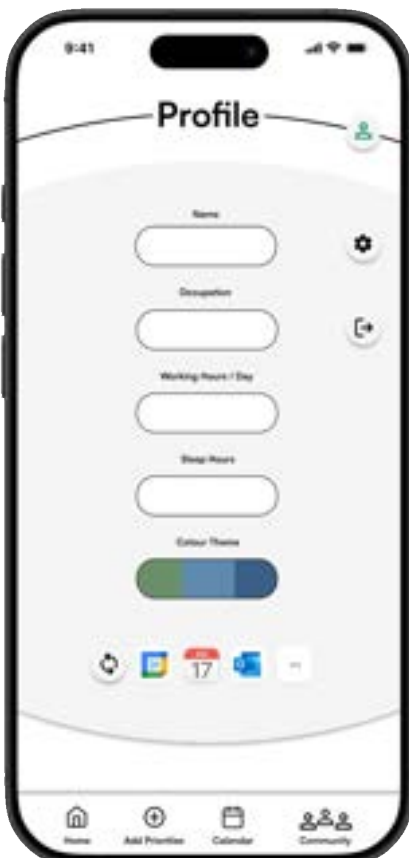 9:41
Profile
Name
Occupation
Working Hours / Day
Sleep Hours
Colour Theme
17
Home
Add Priorities
Calendar
Community